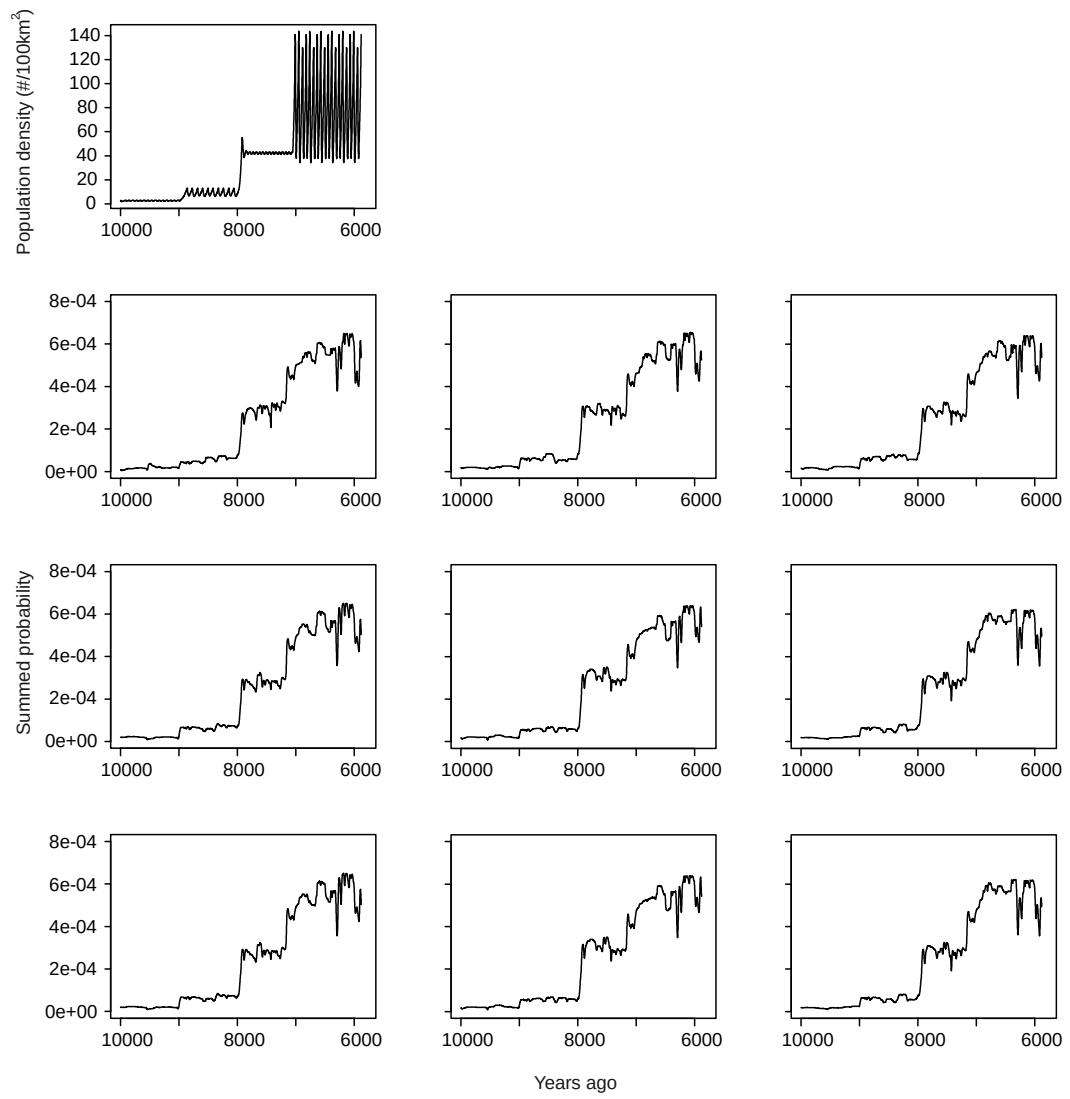 Population density (#/100km²)
140
120
100
80
60
40
20
0
10000 8000 6000
8e-04
6e-04
4e-04
2e-04
0e+00
10000 8000 6000 10000 8000 6000 10000 8000 6000
Summed probability
8e-04
6e-04
4e-04
2e-04
0e+00
10000 8000 6000 10000 8000 6000 10000 8000 6000
8e-04
6e-04
4e-04
2e-04
0e+00
10000 8000 6000 10000 8000 6000 10000 8000 6000
Years ago